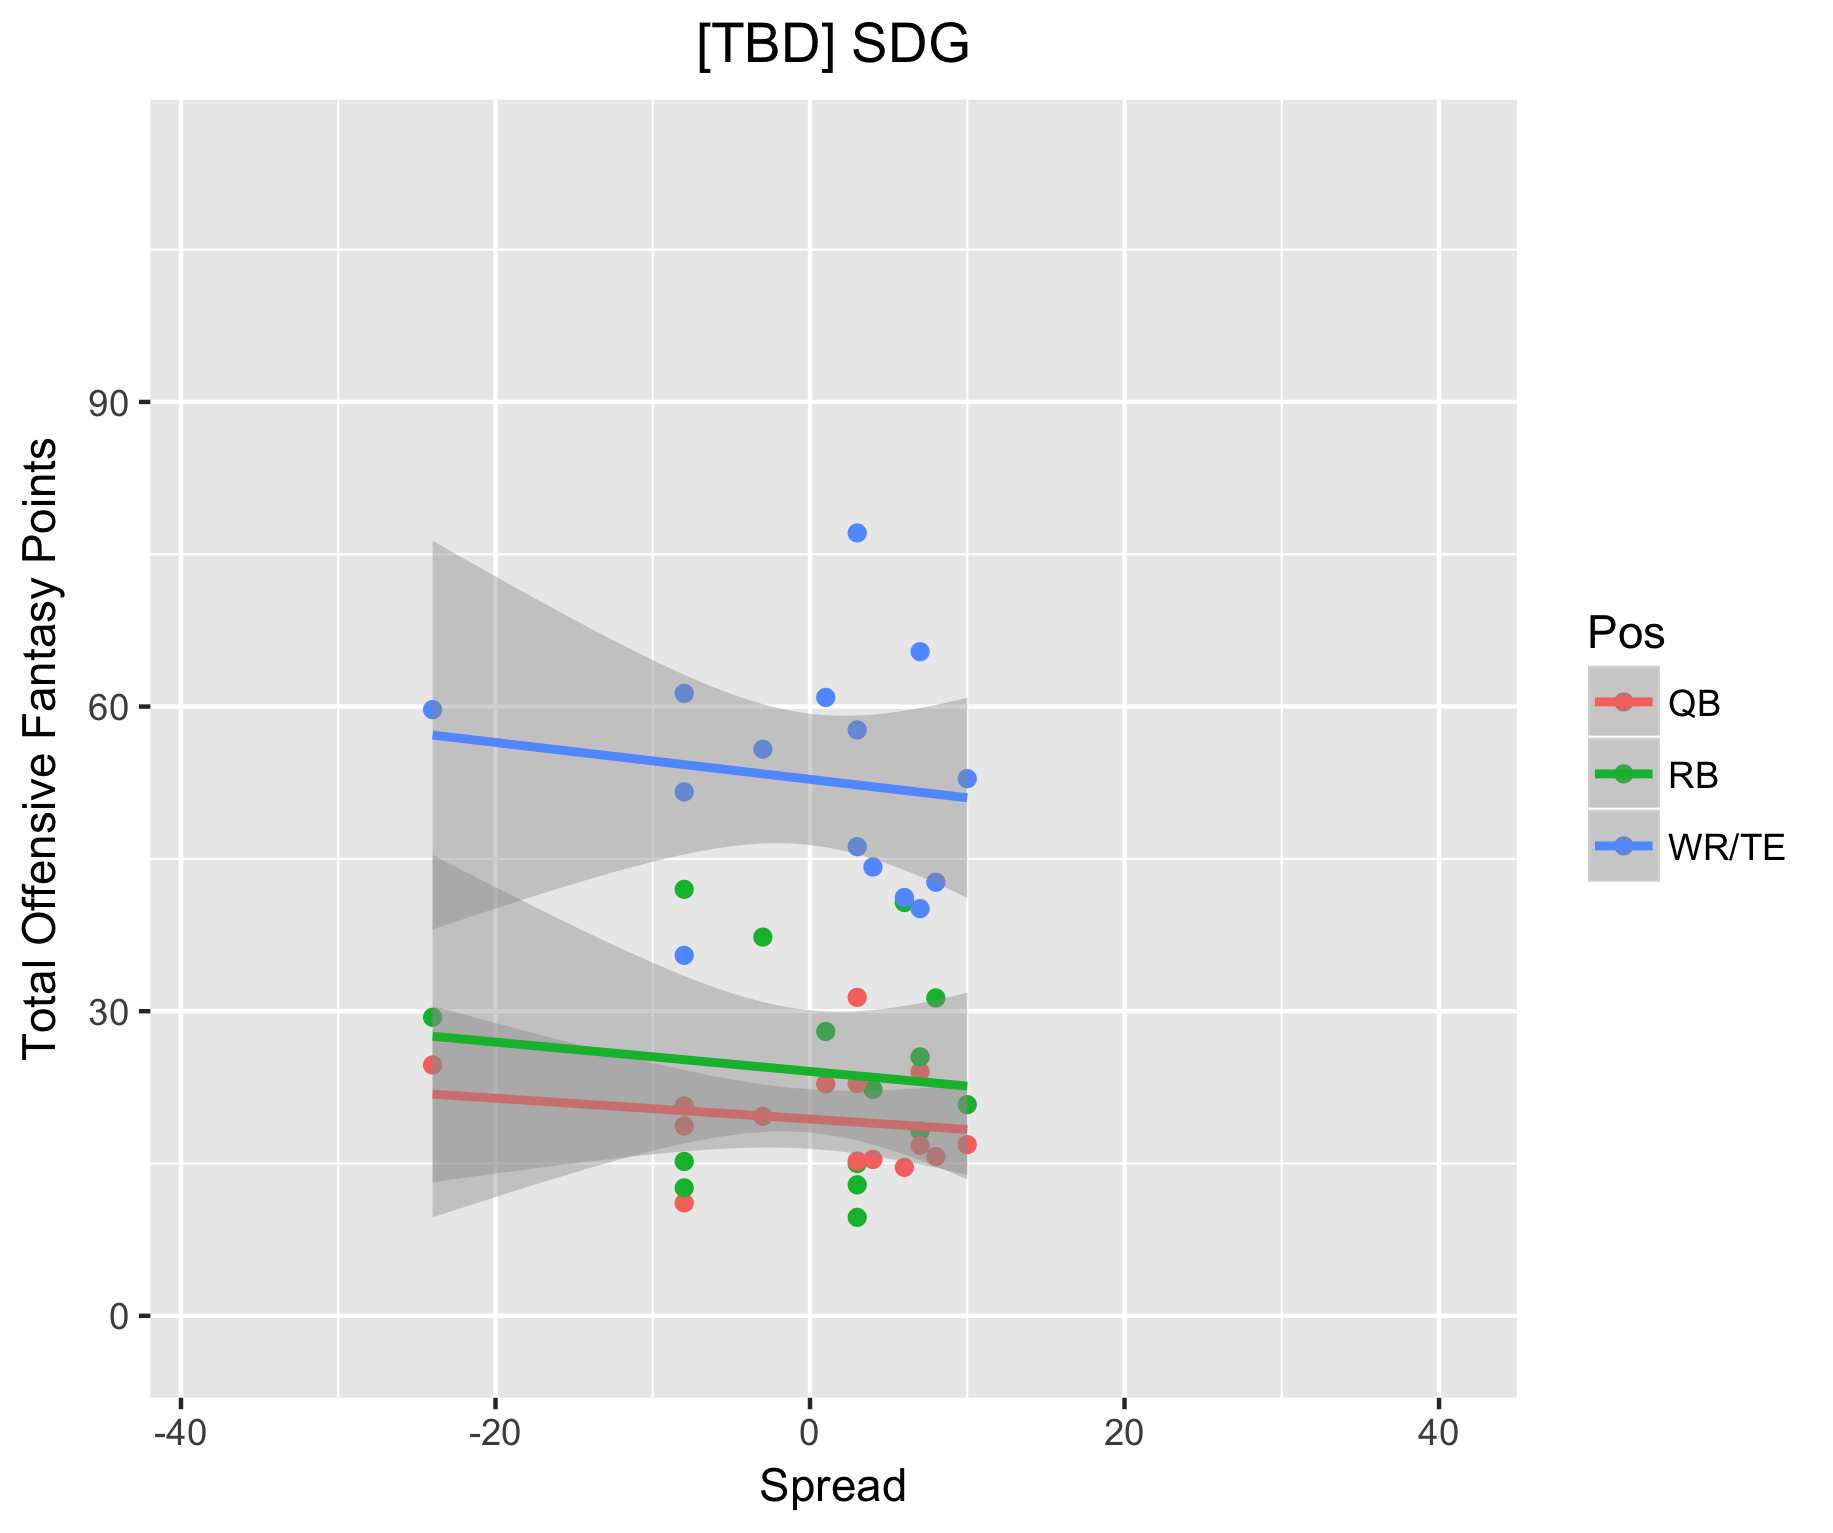 [TBD] SDG
Total Offensive Fantasy Points
90
60
30
0
-40
-20
0
20
40
Spread
Pos
QB
RB
WR/TE